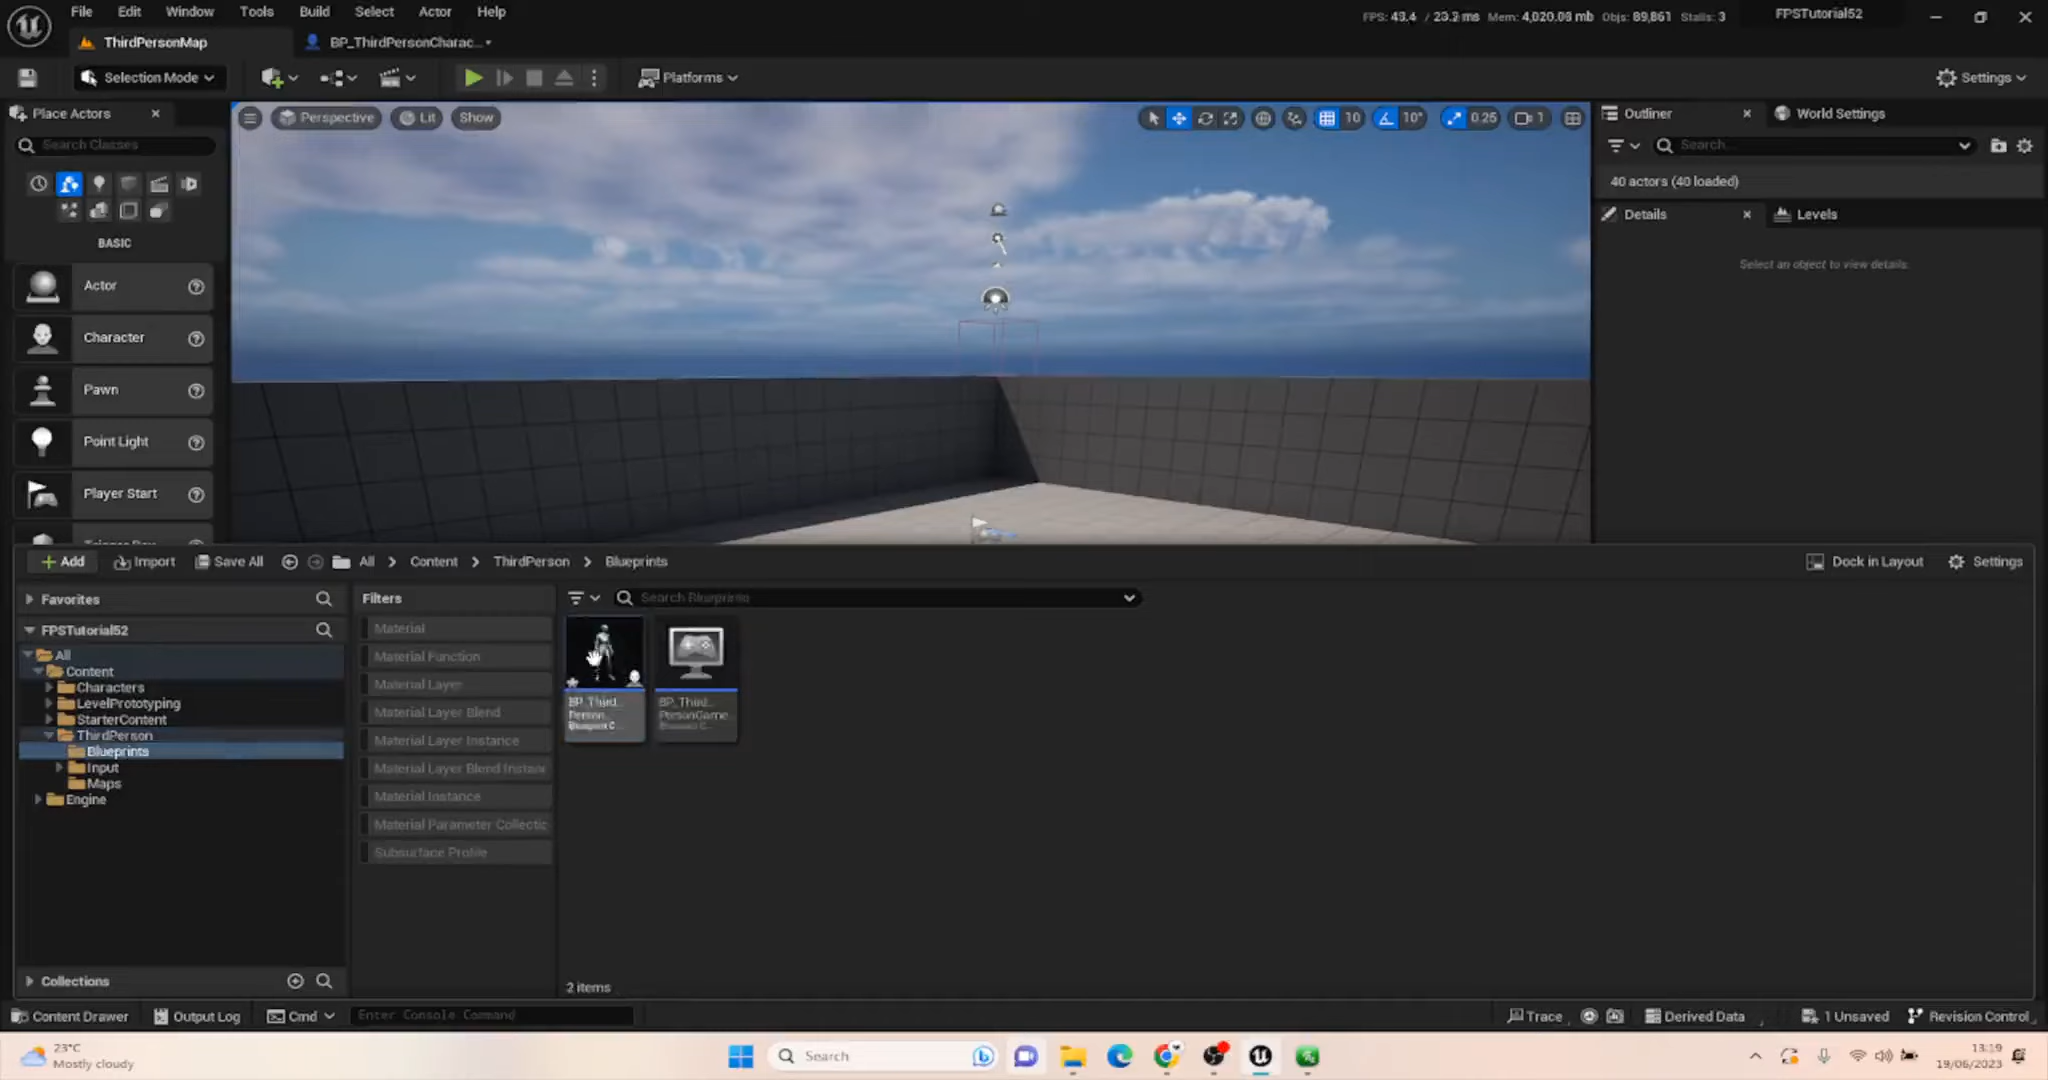 File Edit Window Tools Build Select Actor Help
FPS: 43.4 / 23.2 ms Mem: 4,020.08 mb Objs: 89,861 Stalls: 3
FPSTutorial52
ThirdPersonMap
BP_ThirdPersonCharac...
Selection Mode
Platforms
Settings
Place Actors
Search Classes
BASIC
Actor
Character
Pawn
Point Light
Player Start
Perspective
Lit
Show
10
10°
0.25
1
Outliner
World Settings
Search...
40 actors (40 loaded)
Details
Levels
Select an object to view details.
Add
Import
Save All
All > Content > ThirdPerson > Blueprints
Dock in Layout
Settings
Favorites
FPSTutorial52
All
Content
Characters
LevelPrototyping
StarterContent
ThirdPerson
Blueprints
Input
Maps
Engine
Collections
Filters
Material
Material Function
Material Layer
Material Layer Blend
Material Layer Instance
Material Layer Blend Instanc
Material Instance
Material Parameter Collectic
Subsurface Profile
Search Blueprints
BP_Third...
Person...
Blueprint C...
BP_Third...
PersonGame...
Blueprint C...
2 items
Content Drawer
Output Log
Cmd
Enter Console Command
Trace
Derived Data
1 Unsaved
Revision Control
23°C
Mostly cloudy
Search
13:19
19/06/2023